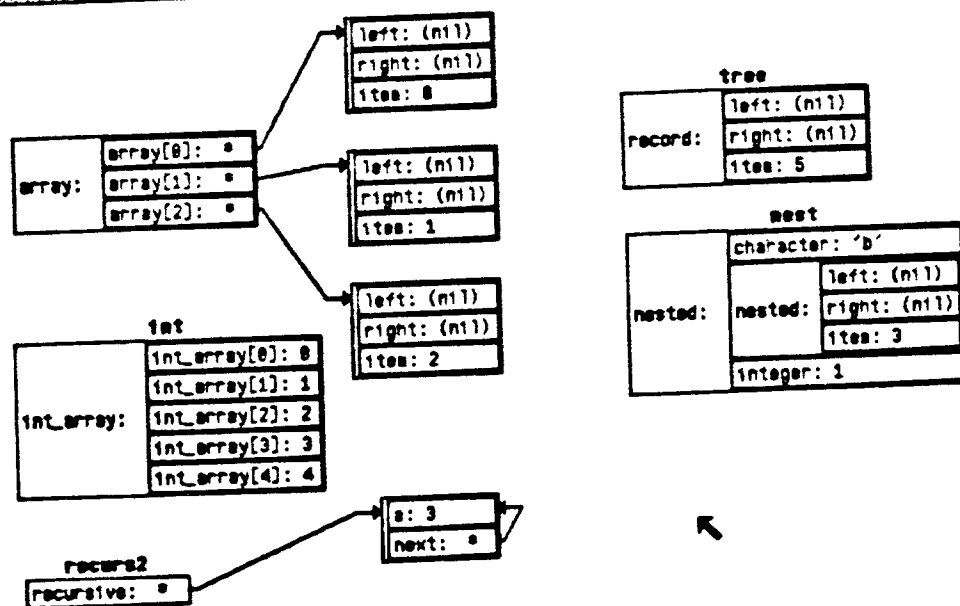 left: (nil)
right: (nil)
item: 0
array:
array[0]: *
array[1]: *
array[2]: *
left: (nil)
right: (nil)
item: 1
left: (nil)
right: (nil)
item: 2
tree
record:
left: (nil)
right: (nil)
item: 5
nest
nested:
character: 'b'
nested:
left: (nil)
right: (nil)
item: 3
integer: 1
int
int_array:
int_array[0]: 0
int_array[1]: 1
int_array[2]: 2
int_array[3]: 3
int_array[4]: 4
recurs2
recursive: *
a: 3
next: *